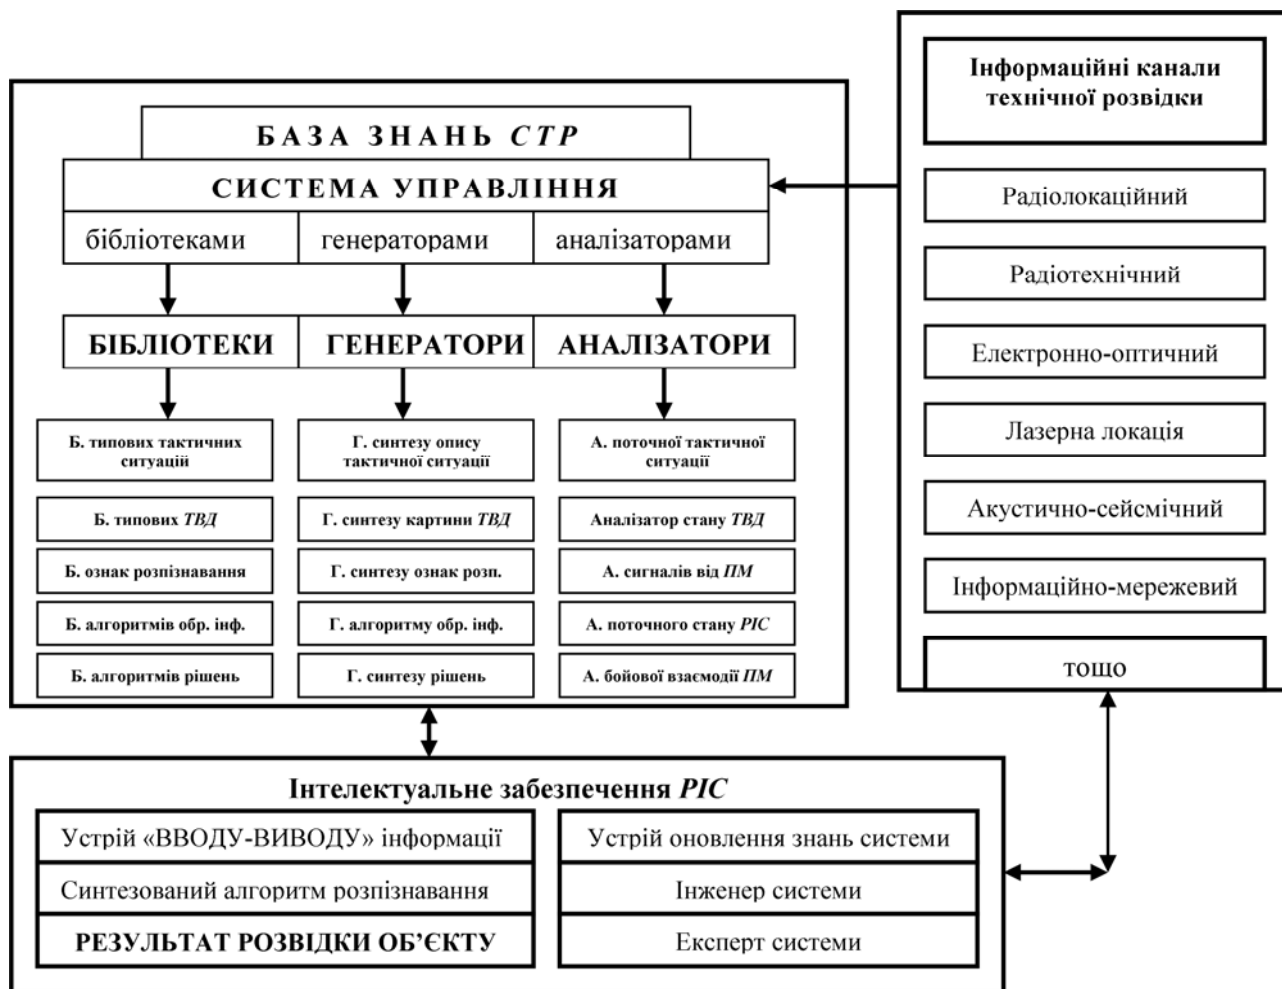 БАЗА ЗНАНЬ СТР
СИСТЕМА УПРАВЛІННЯ
бібліотеками
генераторами
аналізаторами
БІБЛІОТЕКИ
ГЕНЕРАТОРИ
АНАЛІЗАТОРИ
Б. типових тактичних
ситуацій
Г. синтезу опису
тактичної ситуації
А. поточної тактичної
ситуації
Б. типових ТВД
Г. синтезу картини ТВД
Аналізатор стану ТВД
Б. ознак розпізнавання
Г. синтезу ознак розп.
А. сигналів від ПМ
Б. алгоритмів обр. інф.
Г. алгоритму обр. інф.
А. поточного стану РІС
Б. алгоритмів рішень
Г. синтезу рішень
А. бойової взаємодії ПМ
Інформаційні канали
технічної розвідки
Радіолокаційний
Радіотехнічний
Електронно-оптичний
Лазерна локація
Акустично-сейсмічний
Інформаційно-мережевий
тощо
Інтелектуальне забезпечення РІС
Устрій «ВВОДУ-ВИВОДУ» інформації
Синтезований алгоритм розпізнавання
РЕЗУЛЬТАТ РОЗВІДКИ ОБ’ЄКТУ
Устрій оновлення знань системи
Інженер системи
Експерт системи